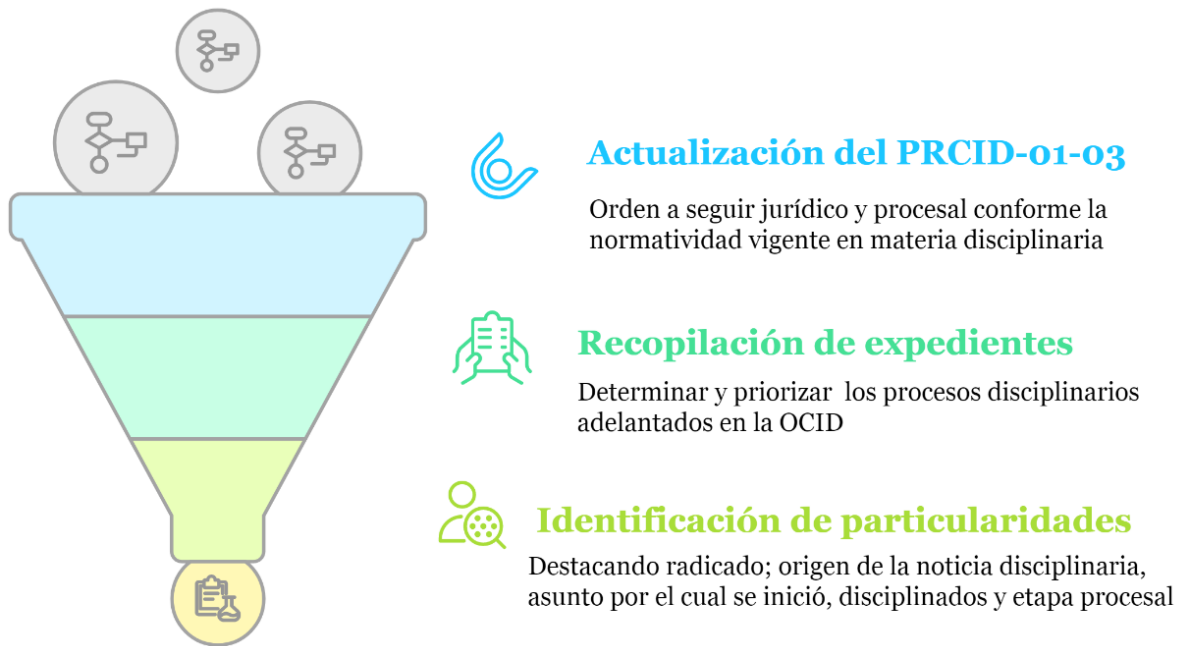 Actualización del PRCID-01-03
Orden a seguir jurídico y procesal conforme la
normatividad vigente en materia disciplinaria
Recopilación de expedientes
Determinar y priorizar  los procesos disciplinarios
adelantados en la OCID
Identificación de particularidades
Destacando radicado; origen de la noticia disciplinaria,
asunto por el cual se inició, disciplinados y etapa procesal